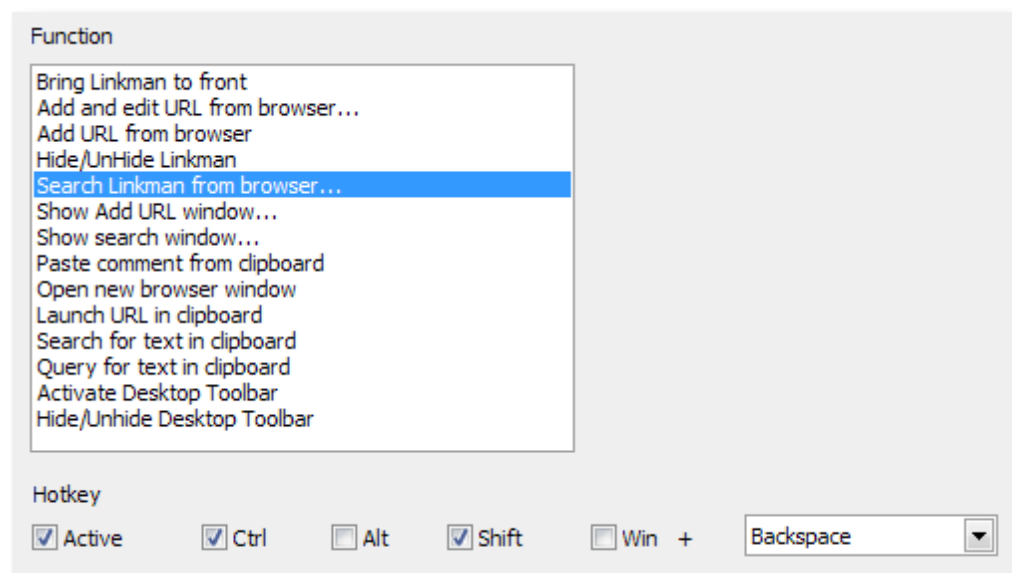 Function
Bring Linkman to front
Add and edit URL from browser...
Add URL from browser
Hide/UnHide Linkman
Search Linkman from browser...
Show Add URL window...
Show search window...
Paste comment from clipboard
Open new browser window
Launch URL in clipboard
Search for text in clipboard
Query for text in clipboard
Activate Desktop Toolbar
Hide/Unhide Desktop Toolbar
Hotkey
Active Ctrl Alt Shift Win + Backspace